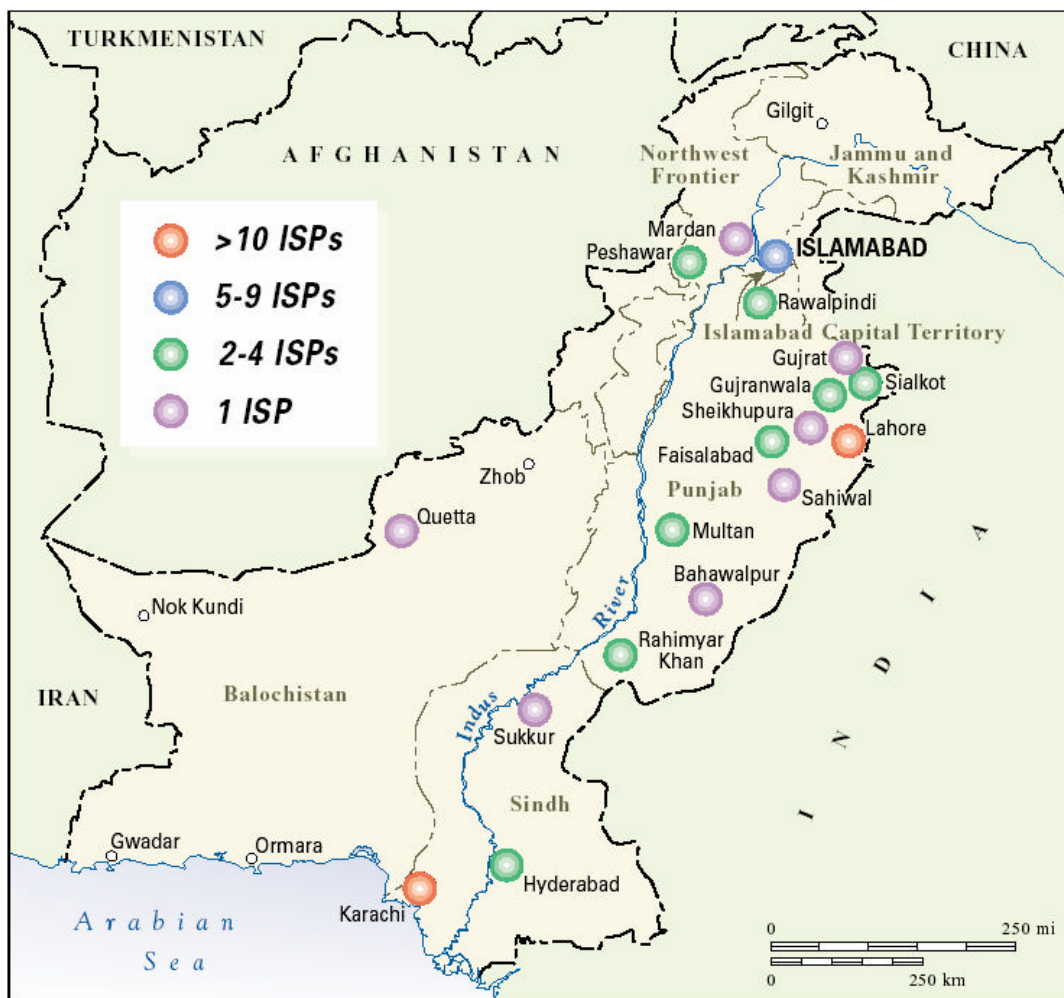 TURKMENISTAN
CHINA
Gilgit
AFGHANISTAN
Northwest
Frontier
Jammu and
Kashmir
>10 ISPs
5-9 ISPs
2-4 ISPs
1 ISP
Mardan
Peshawar
ISLAMABAD
Rawalpindi
Islamabad Capital Territory
Gujrat
Gujranwala
Sialkot
Sheikhupura
Lahore
Faisalabad
Zhob
Punjab
Sahiwal
Quetta
Multan
Bahawalpur
Nok Kundi
INDIA
Rahimyar
Khan
IRAN
Balochistan
Indus River
Sukkur
Sindh
Gwadar
Ormara
Hyderabad
Karachi
Arabian
Sea
0 250 mi
0 250 km